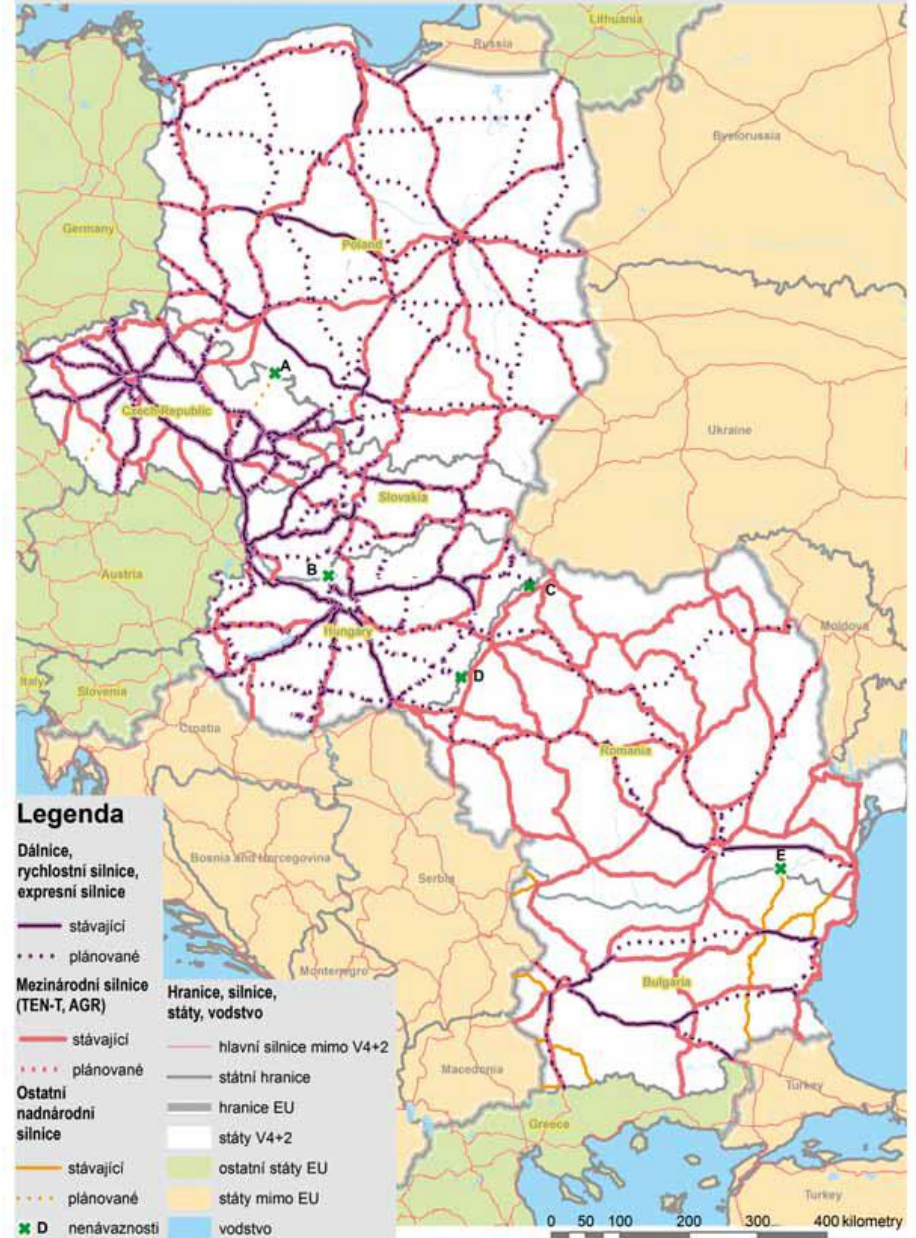 Lithuania
Russia
Byelorussia
Germany
Poland
A
Czech Republic
Ukraine
Slovakia
Austria
B
C
Hungary
Moldova
D
Italy
Slovenia
Croatia
Romania
Bosnia and Hercegovina
Serbia
E
Montenegro
Bulgaria
Macedonia
Turkey
Greece
Turkey
Legenda
Dálnice,
rychlostní silnice,
expresní silnice
stávající
plánované
Mezinárodní silnice
(TEN-T, AGR)
stávající
plánované
Ostatní
nadnárodní
silnice
stávající
plánované
D nenávaznosti
Hranice, silnice,
státy, vodstvo
hlavní silnice mimo V4+2
státní hranice
hranice EU
státy V4+2
ostatní státy EU
státy mimo EU
vodstvo
0 50 100 200 300 400 kilometry